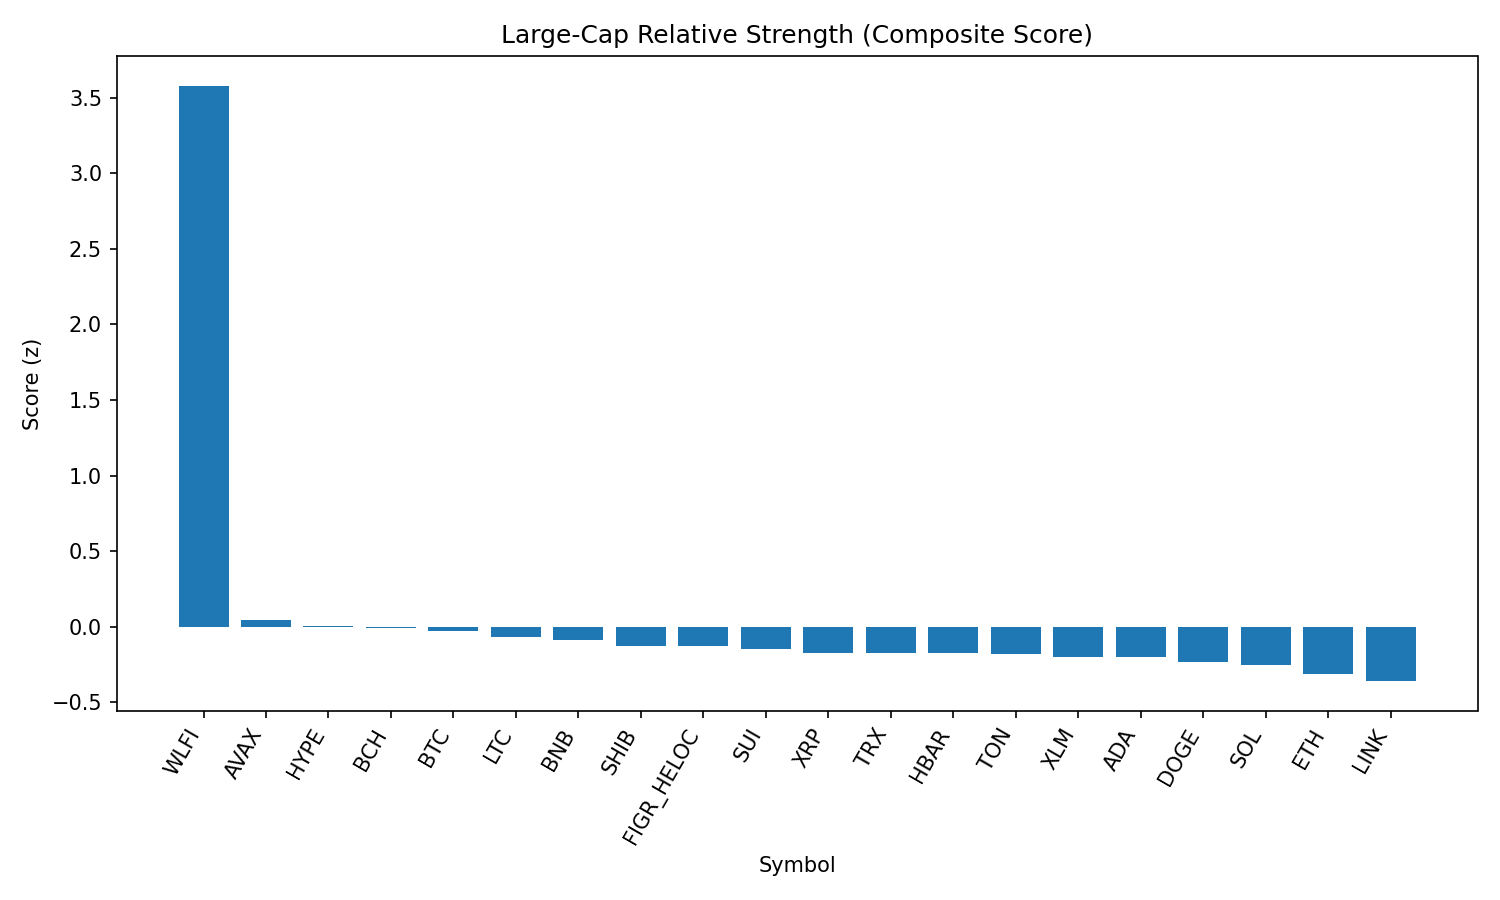 Large-Cap Relative Strength (Composite Score)
Score (z)
3.5
3.0
2.5
2.0
1.5
1.0
0.5
0.0
−0.5
WLFI
AVAX
HYPE
BCH
BTC
LTC
BNB
SHIB
FIGR_HELOC
SUI
XRP
TRX
HBAR
TON
XLM
ADA
DOGE
SOL
ETH
LINK
Symbol